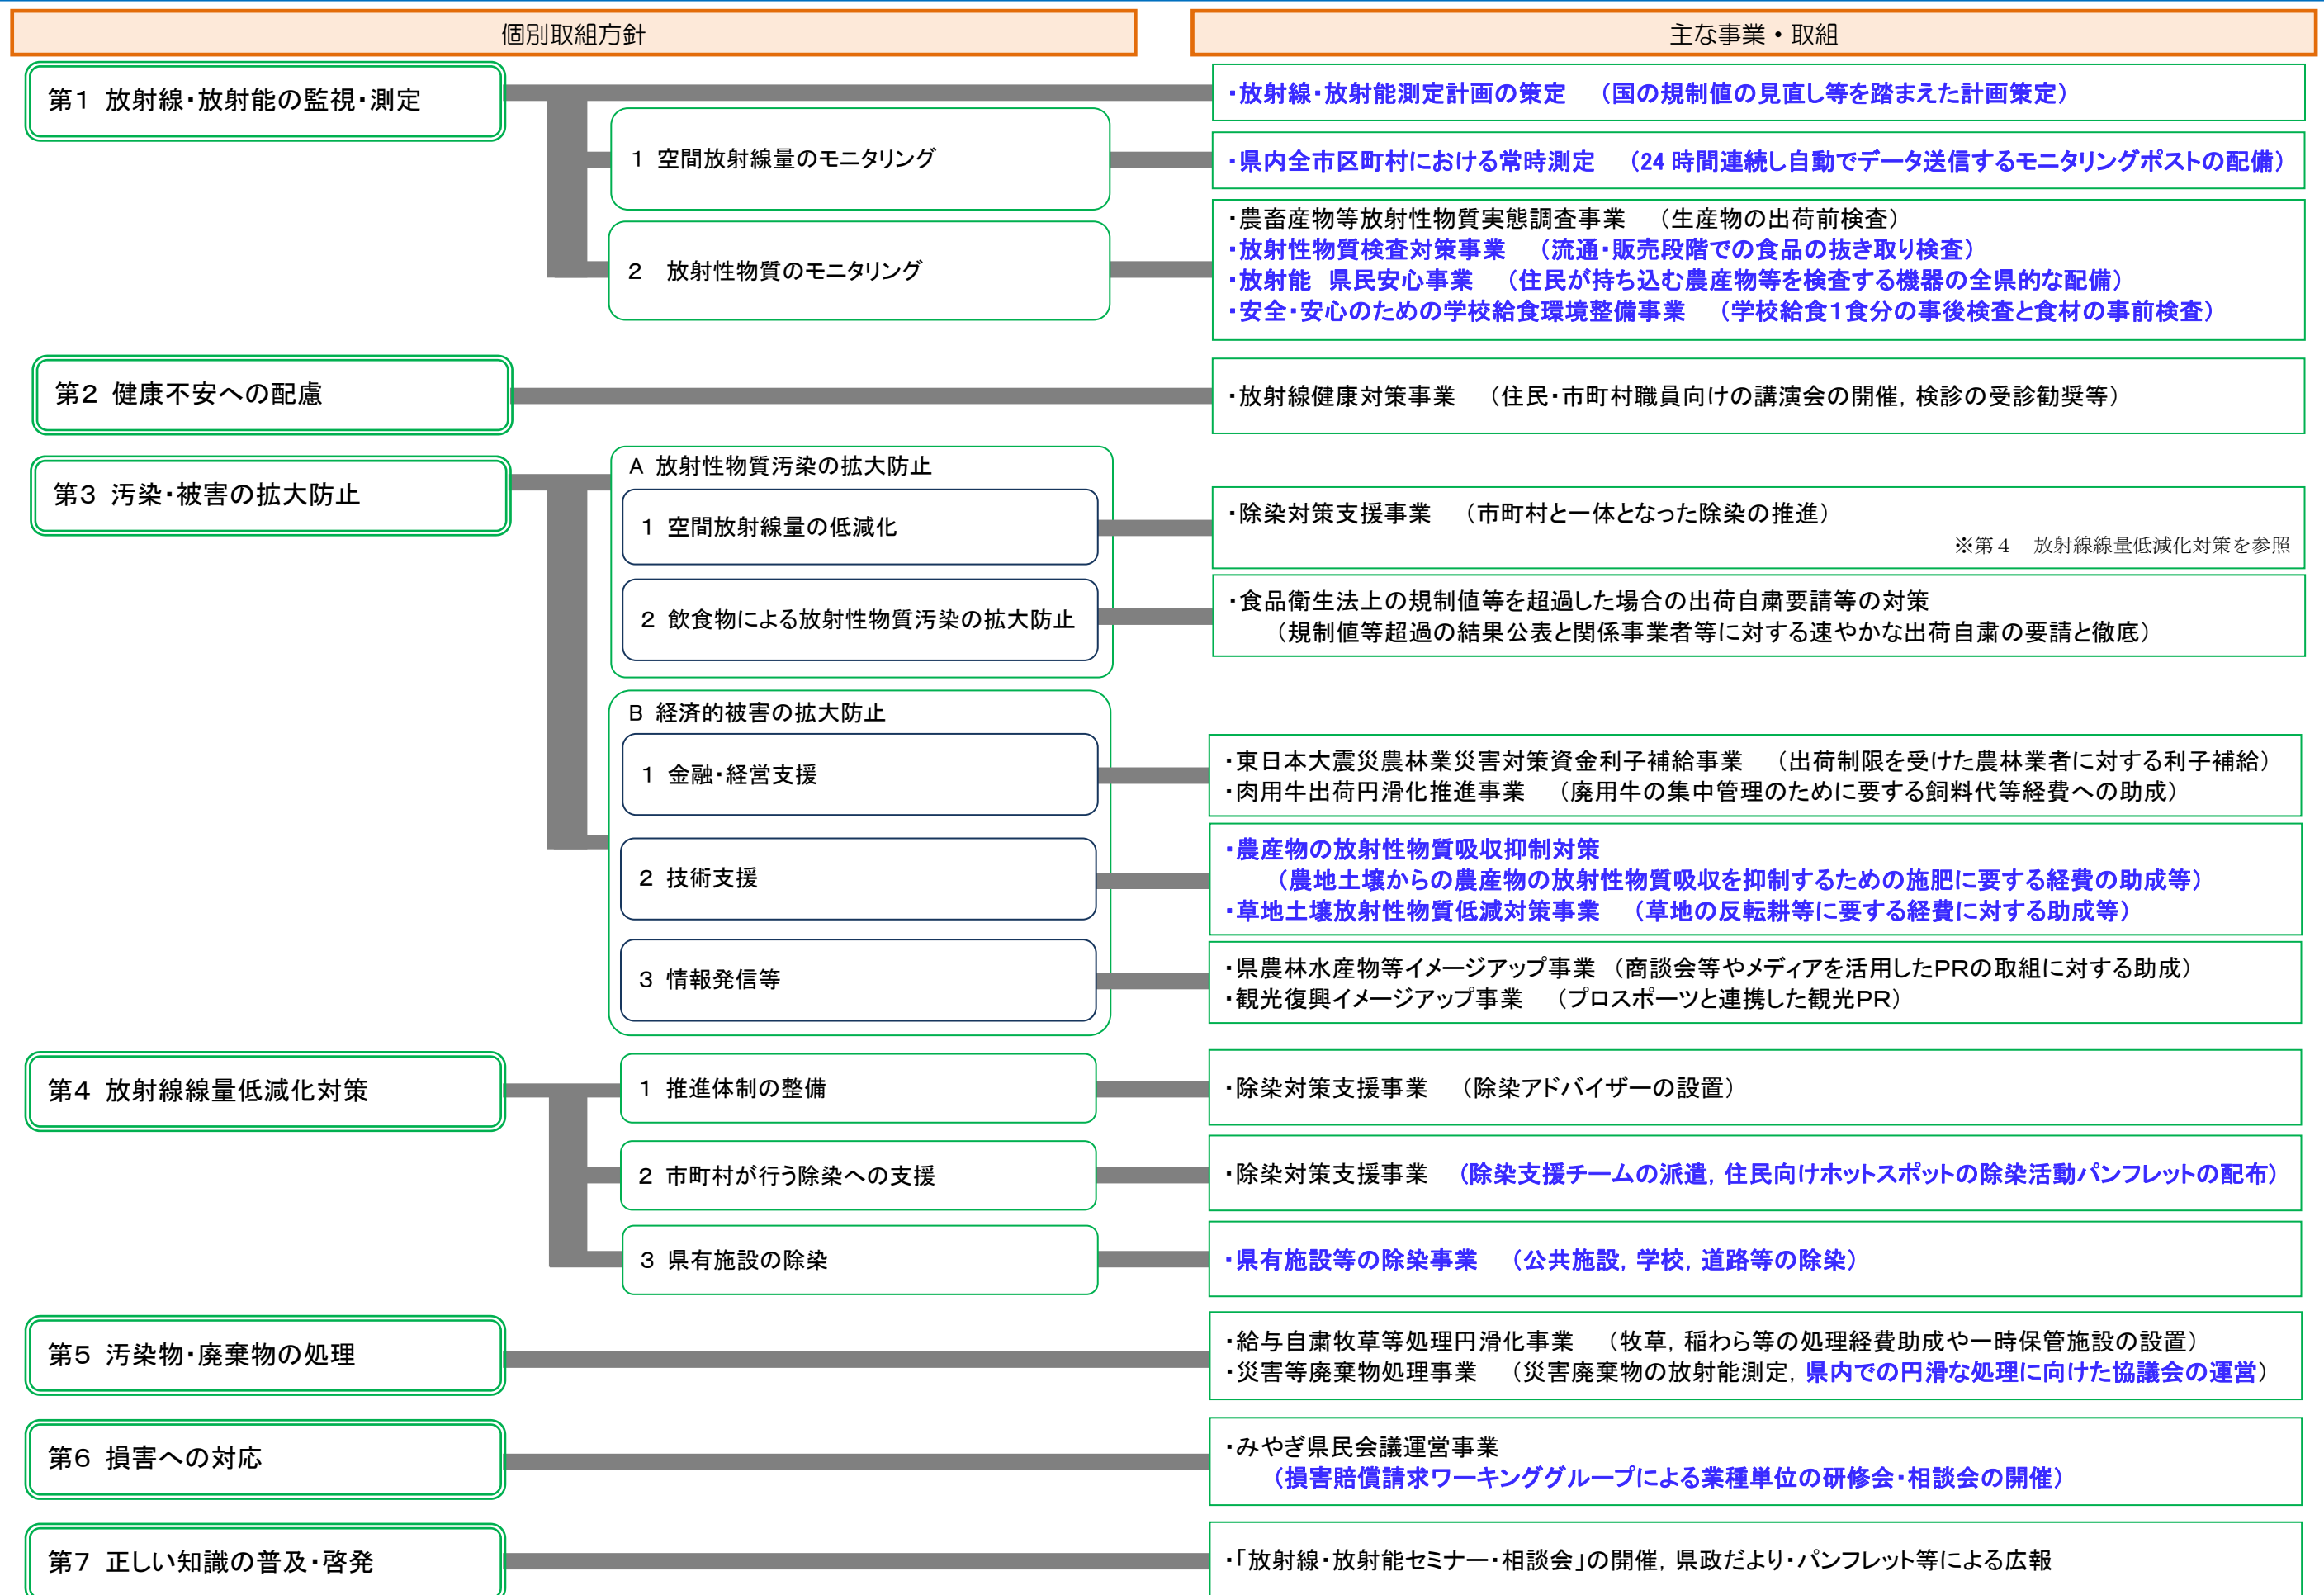 個別取組方針
主な事業・取組
第1 放射線・放射能の監視・測定
・放射線・放射能測定計画の策定　（国の規制値の見直し等を踏まえた計画策定）
1 空間放射線量のモニタリング
・県内全市区町村における常時測定　（24 時間連続し自動でデータ送信するモニタリングポストの配備）
2　放射性物質のモニタリング
・農畜産物等放射性物質実態調査事業　（生産物の出荷前検査）
・放射性物質検査対策事業　（流通・販売段階での食品の抜き取り検査）
・放射能　県民安心事業　（住民が持ち込む農産物等を検査する機器の全県的な配備）
・安全・安心のための学校給食環境整備事業　（学校給食1食分の事後検査と食材の事前検査）
第2 健康不安への配慮
・放射線健康対策事業　（住民・市町村職員向けの講演会の開催，検診の受診勧奨等）
第3 汚染・被害の拡大防止
A 放射性物質汚染の拡大防止
1 空間放射線量の低減化
・除染対策支援事業　（市町村と一体となった除染の推進）
※第４　放射線線量低減化対策を参照
2 飲食物による放射性物質汚染の拡大防止
・食品衛生法上の規制値等を超過した場合の出荷自粛要請等の対策
（規制値等超過の結果公表と関係事業者等に対する速やかな出荷自粛の要請と徹底）
B 経済的被害の拡大防止
1 金融・経営支援
・東日本大震災農林業災害対策資金利子補給事業　（出荷制限を受けた農林業者に対する利子補給）
・肉用牛出荷円滑化推進事業　（廃用牛の集中管理のために要する飼料代等経費への助成）
2 技術支援
・農産物の放射性物質吸収抑制対策
（農地土壌からの農産物の放射性物質吸収を抑制するための施肥に要する経費の助成等）
・草地土壌放射性物質低減対策事業　（草地の反転耕等に要する経費に対する助成等）
3 情報発信等
・県農林水産物等イメージアップ事業　（商談会等やメディアを活用したPRの取組に対する助成）
・観光復興イメージアップ事業　（プロスポーツと連携した観光PR）
第4 放射線線量低減化対策
1 推進体制の整備
・除染対策支援事業　（除染アドバイザーの設置）
2 市町村が行う除染への支援
・除染対策支援事業　（除染支援チームの派遣，住民向けホットスポットの除染活動パンフレットの配布）
3 県有施設の除染
・県有施設等の除染事業　（公共施設，学校，道路等の除染）
第5 汚染物・廃棄物の処理
・給与自粛牧草等処理円滑化事業　（牧草，稲わら等の処理経費助成や一時保管施設の設置）
・災害等廃棄物処理事業　（災害廃棄物の放射能測定，県内での円滑な処理に向けた協議会の運営）
第6 損害への対応
・みやぎ県民会議運営事業
（損害賠償請求ワーキンググループによる業種単位の研修会・相談会の開催）
第7 正しい知識の普及・啓発
・「放射線・放射能セミナー・相談会」の開催，県政だより・パンフレット等による広報